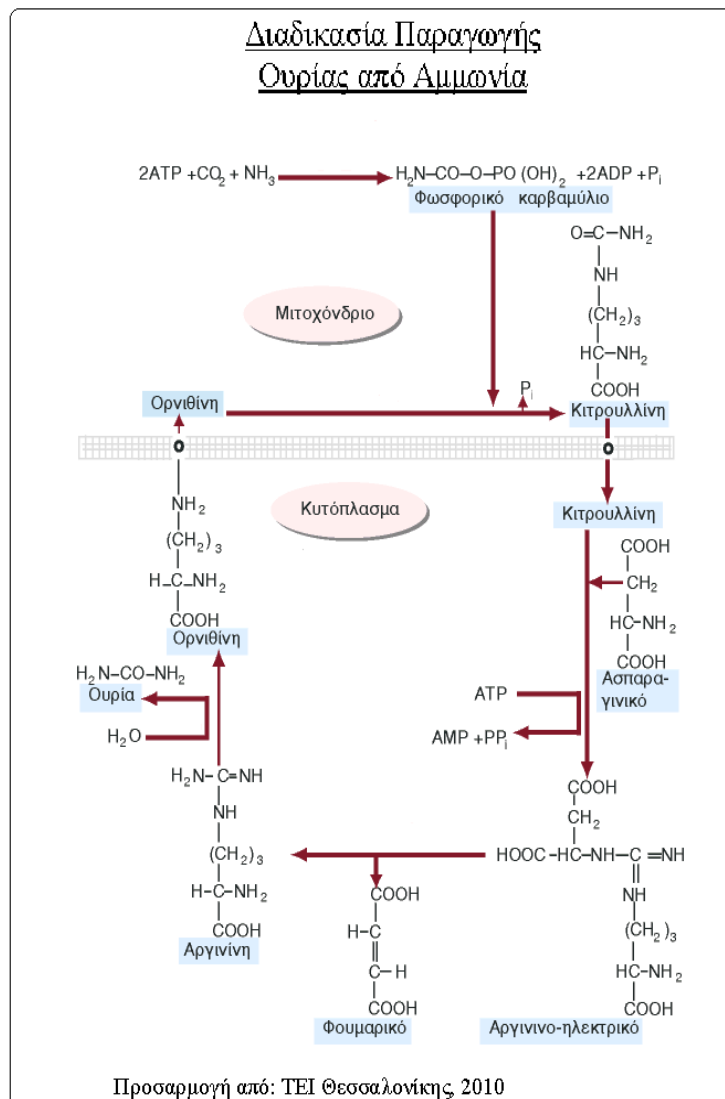 Διαδικασία Παραγωγής
Ουρίας από Αμμωνία
2ATP +CO2 + NH3
H2N–CO–O–PO (OH)2 +2ADP +Pi
Φωσφορικό καρβαμύλιο
O=C–NH2
NH
(CH2)3
HC–NH2
COOH
Μιτοχόνδριο
Pi
Ορνιθίνη
Κιτρουλλίνη
Κυτόπλασμα
Κιτρουλλίνη
NH2
(CH2)3
H–C–NH2
COOH
Ορνιθίνη
COOH
CH2
HC–NH2
COOH
Ασπαρα-
γινικό
H2N–CO–NH2
Ουρία
H2O
ATP
AMP +PPi
H2N–C=NH
NH
(CH2)3
H–C–NH2
COOH
Αργινίνη
COOH
CH2
HOOC–HC–NH–C=NH
NH
(CH2)3
HC–NH2
COOH
Αργινινο-ηλεκτρικό
COOH
H–C
C–H
COOH
Φουμαρικό
Προσαρμογή από: ΤΕΙ Θεσσαλονίκης, 2010